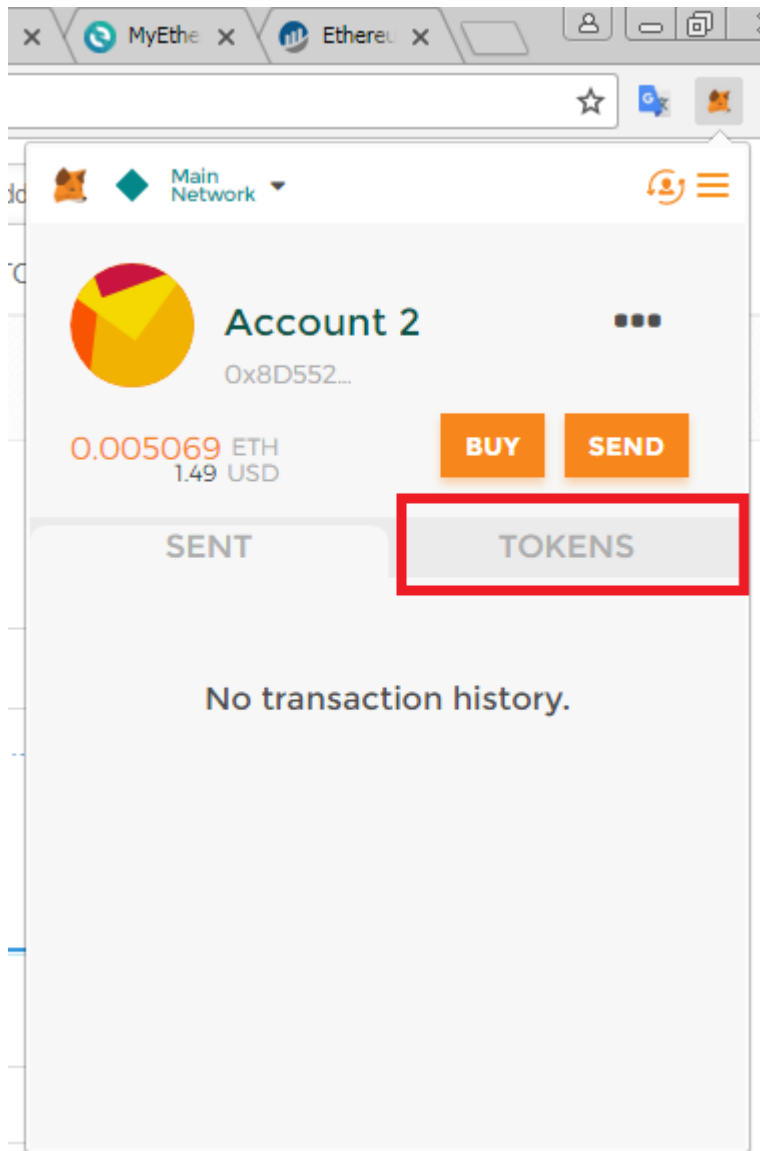 MyEthe
Ethereu
Main
Network
Account 2
0x8D552...
0.005069 ETH
1.49 USD
BUY
SEND
SENT
TOKENS
No transaction history.